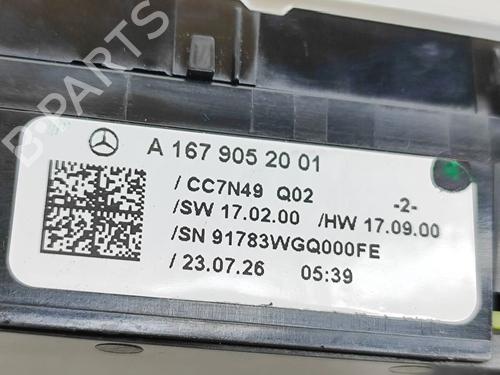 B-PARTS
A 167 905 20 01
/ CC7N49 Q02 -2-
/SW 17.02.00 /HW 17.09.00
/SN 91783WGQ000FE
/ 23.07.26 05:39